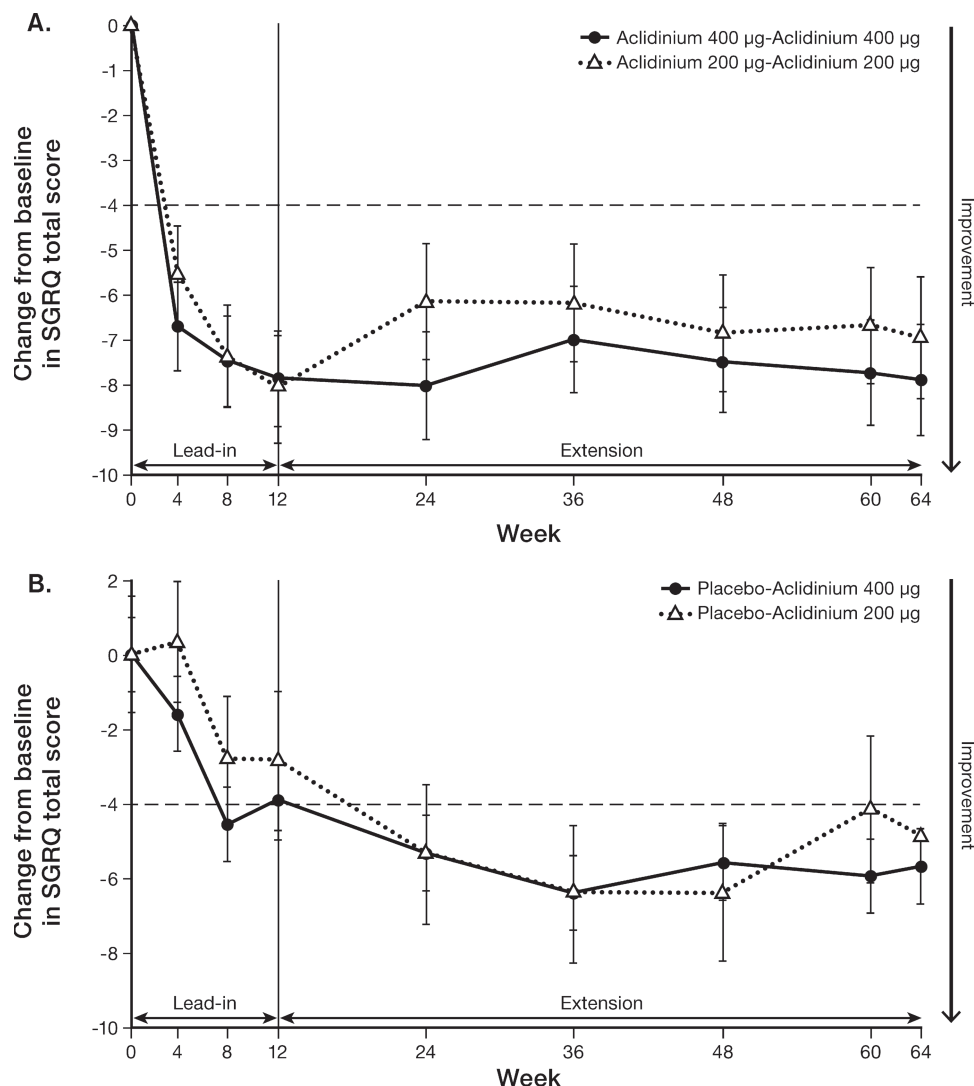 A.
Aclidinium 400 µg-Aclidinium 400 µg
Aclidinium 200 µg-Aclidinium 200 µg
0
-1
-2
-3
-4
-5
-6
-7
-8
-9
-10
Change from baseline
in SGRQ total score
Improvement
Lead-in
Extension
0 4 8 12 24 36 48 60 64
Week
B.
Placebo-Aclidinium 400 µg
Placebo-Aclidinium 200 µg
2
0
-2
-4
-6
-8
-10
Change from baseline
in SGRQ total score
Improvement
Lead-in
Extension
0 4 8 12 24 36 48 60 64
Week